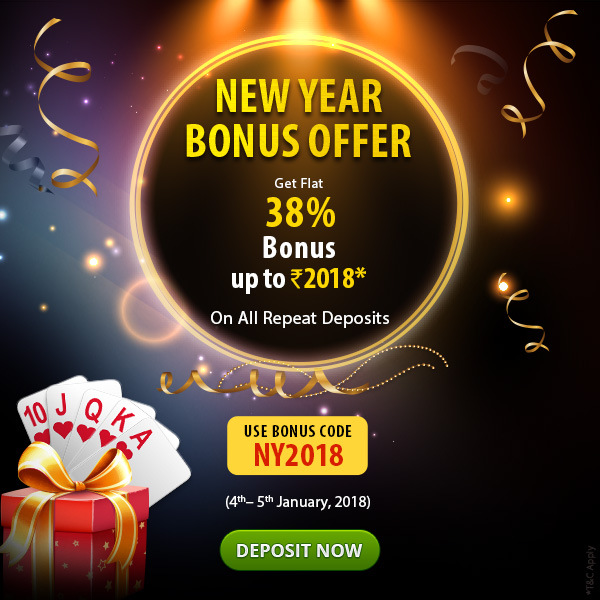 NEW YEAR
BONUS OFFER
Get Flat
38%
Bonus
up to ₹2018*
On All Repeat Deposits
10 J Q K A
USE BONUS CODE
NY2018
(4th– 5th January, 2018)
DEPOSIT NOW
*T&C Apply